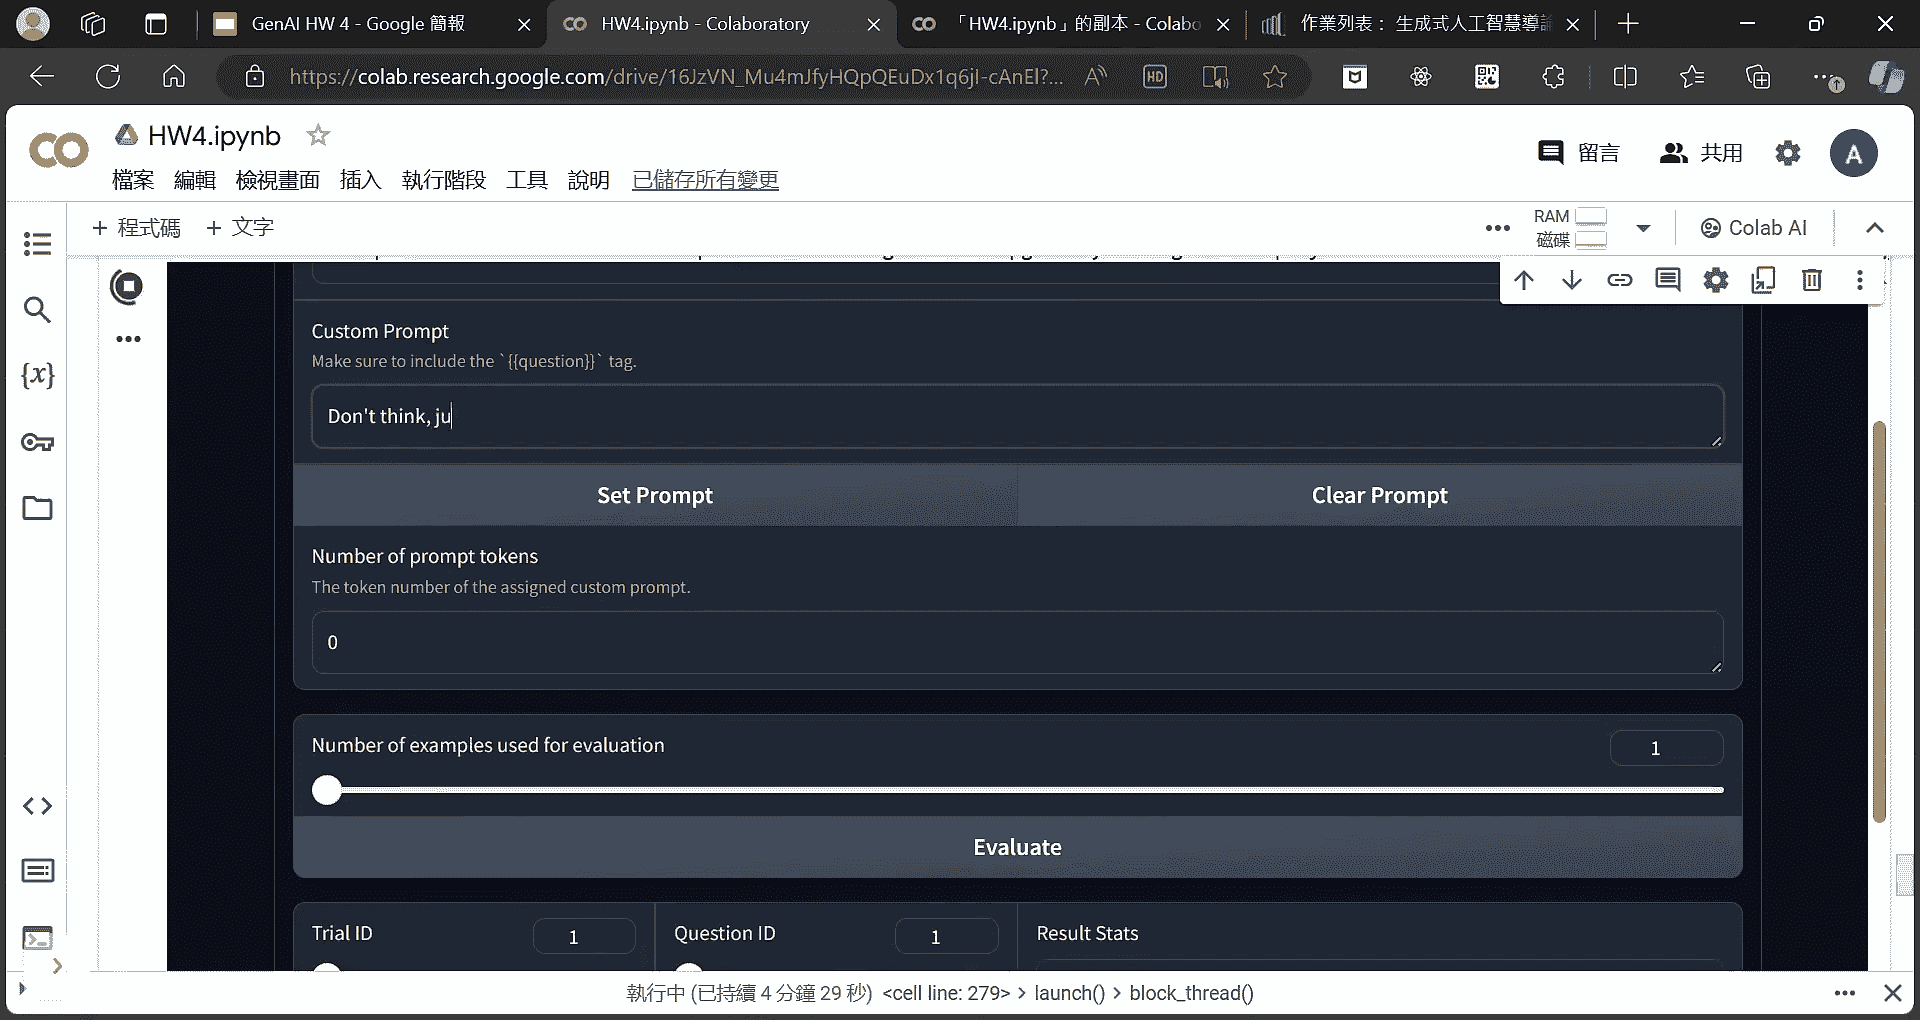 GenAI HW 4 - Google 簡報
HW4.ipynb - Colaboratory
「HW4.ipynb」的副本 - Colabo
作業列表： 生成式人工智慧導論
https://colab.research.google.com/drive/16JzVN_Mu4mJfyHQpQEuDx1q6jI-cAnEl?...
HD
HW4.ipynb
留言
共用
A
檔案 編輯 檢視畫面 插入 執行階段 工具 說明 已儲存所有變更
+ 程式碼 + 文字
RAM
磁碟
Colab AI
Custom Prompt
Make sure to include the `{{question}}` tag.
Don't think, ju
Set Prompt
Clear Prompt
Number of prompt tokens
The token number of the assigned custom prompt.
0
Number of examples used for evaluation
1
Evaluate
Trial ID
1
Question ID
1
Result Stats
執行中 (已持續 4 分鐘 29 秒) <cell line: 279> > launch() > block_thread()